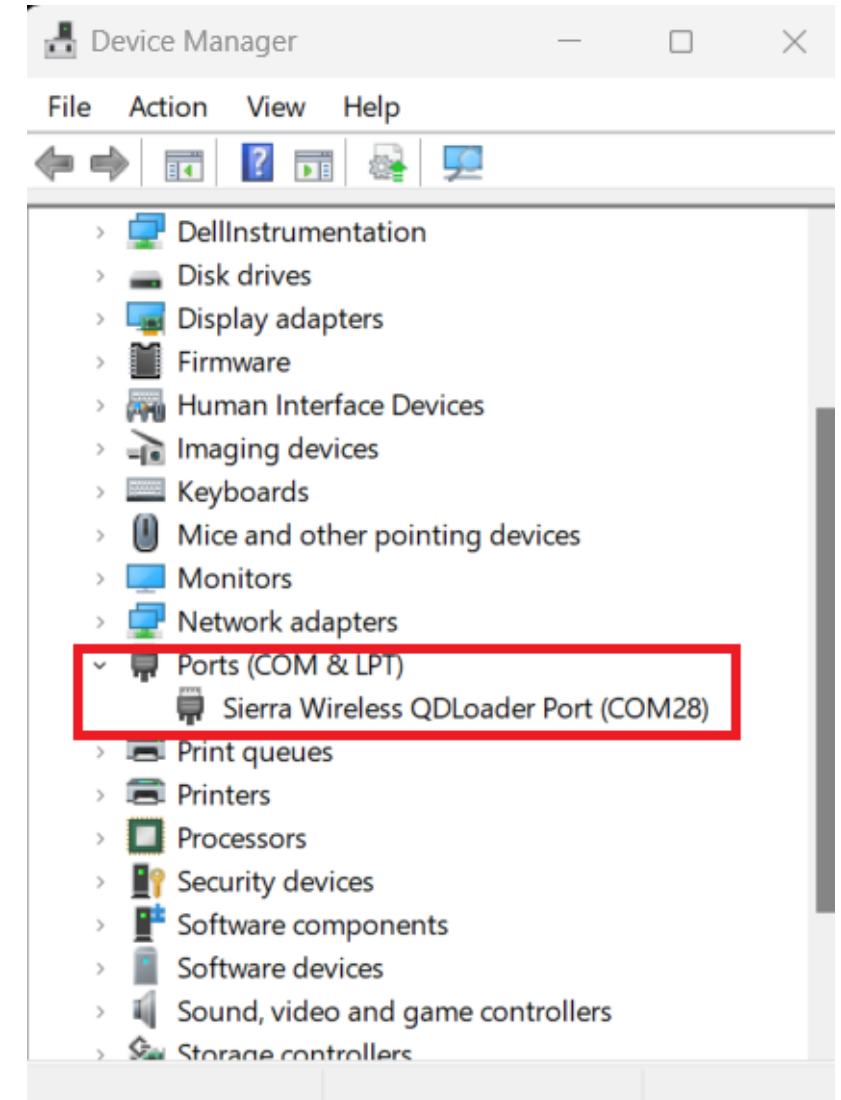 Device Manager
File Action View Help
DellInstrumentation
Disk drives
Display adapters
Firmware
Human Interface Devices
Imaging devices
Keyboards
Mice and other pointing devices
Monitors
Network adapters
Ports (COM & LPT)
Sierra Wireless QDLoader Port (COM28)
Print queues
Printers
Processors
Security devices
Software components
Software devices
Sound, video and game controllers
Storage controllers